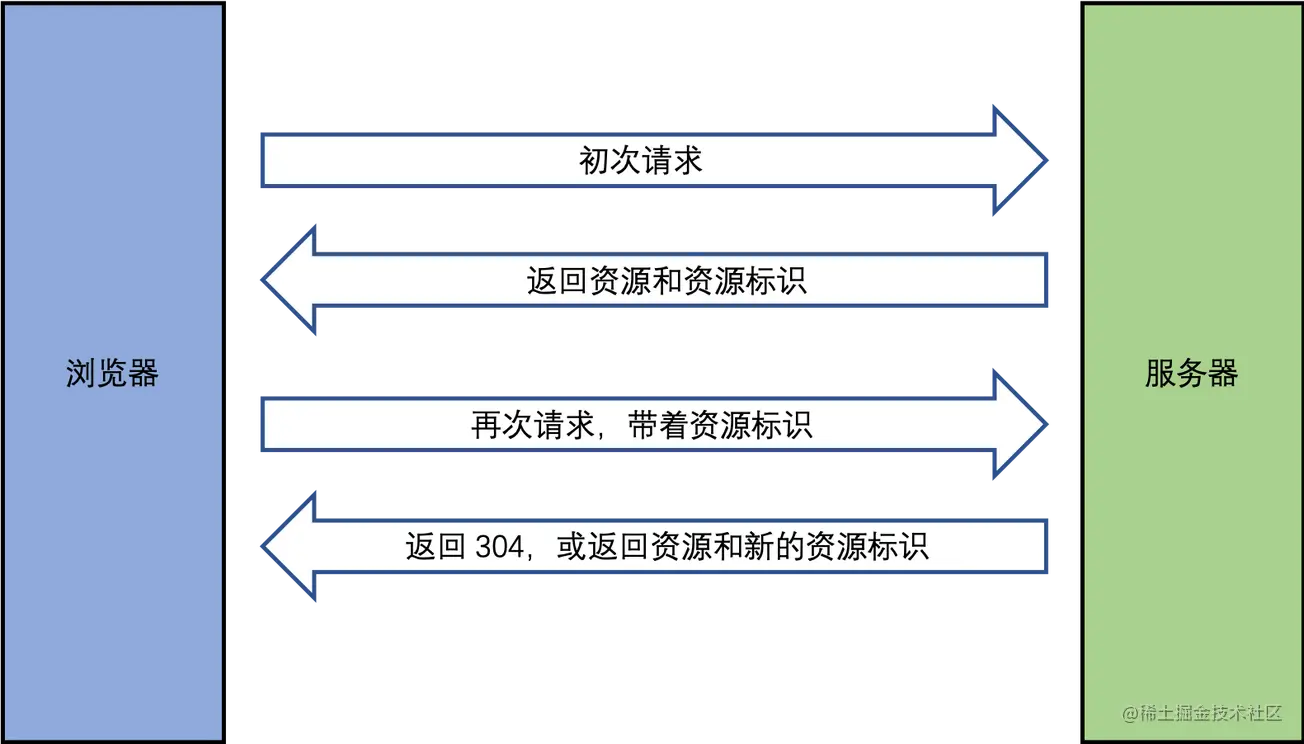 初次请求
返回资源和资源标识
浏览器
服务器
再次请求，带着资源标识
返回 304，或返回资源和新的资源标识
@稀土掘金技术社区